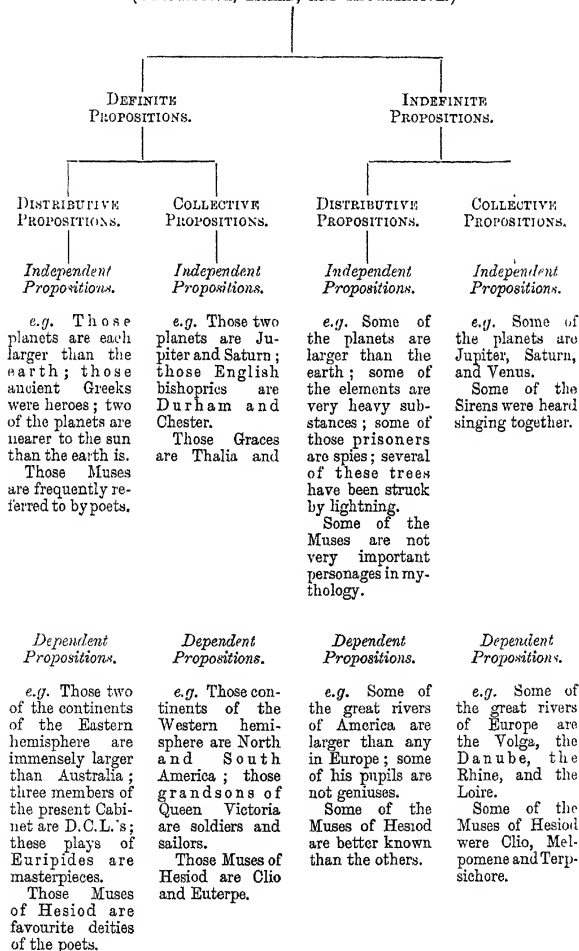 DEFINITE
PROPOSITIONS.
INDEFINITE
PROPOSITIONS.
DISTRIBUTIVE
PROPOSITIONS.
COLLECTIVE
PROPOSITIONS.
DISTRIBUTIVE
PROPOSITIONS.
COLLECTIVE
PROPOSITIONS.
Independent
Propositions.
e.g. Those
planets are each
larger than the
earth; those
ancient Greeks
were heroes; two
of the planets are
nearer to the sun
than the earth is.
Those Muses
are frequently re-
ferred to by poets.
Independent
Propositions.
e.g. Those two
planets are Ju-
piter and Saturn;
those English
bishoprics are
Durham and
Chester.
Those Graces
are Thalia and
Independent
Propositions.
e.g. Some of
the planets are
larger than the
earth; some of
the elements are
very heavy sub-
stances; some of
those prisoners
are spies; several
of these trees
have been struck
by lightning.
Some of the
Muses are not
very important
personages in my-
thology.
Independent
Propositions.
e.g. Some of
the planets are
Jupiter, Saturn,
and Venus.
Some of the
Sirens were heard
singing together.
Dependent
Propositions.
e.g. Those two
of the continents
of the Eastern
hemisphere are
immensely larger
than Australia;
three members of
the present Cabi-
net are D.C.L.'s;
these plays of
Euripides are
masterpieces.
Those Muses
of Hesiod are
favourite deities
of the poets.
Dependent
Propositions.
e.g. Those con-
tinents of the
Western hemi-
sphere are North
and South
America; those
grandsons of
Queen Victoria
are soldiers and
sailors.
Those Muses of
Hesiod are Clio
and Euterpe.
Dependent
Propositions.
e.g. Some of
the great rivers
of America are
larger than any
in Europe; some
of his pupils are
not geniuses.
Some of the
Muses of Hesiod
are better known
than the others.
Dependent
Propositions.
e.g. Some of
the great rivers
of Europe are
the Volga, the
Danube, the
Rhine, and the
Loire.
Some of the
Muses of Hesiod
were Clio, Mel-
pomene and Terp-
sichore.